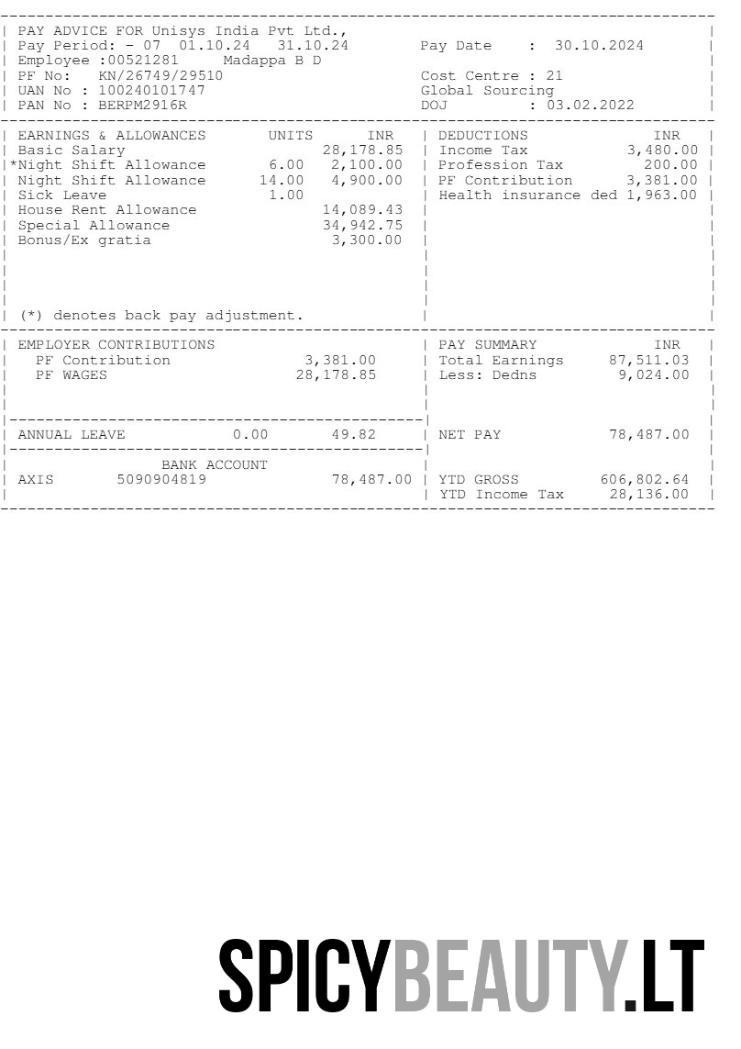 PAY ADVICE FOR Unisys India Pvt Ltd.,
Pay Period: - 07 01.10.24 31.10.24 Pay Date : 30.10.2024
Employee :00521281 Madappa B D
PF No: KN/26749/29510 Cost Centre : 21
UAN No : 100240101747 Global Sourcing
PAN No : BERPM2916R DOJ : 03.02.2022
EARNINGS & ALLOWANCES UNITS INR | DEDUCTIONS INR
Basic Salary 28,178.85 | Income Tax 3,480.00
*Night Shift Allowance 6.00 2,100.00 | Profession Tax 200.00
Night Shift Allowance 14.00 4,900.00 | PF Contribution 3,381.00
Sick Leave 1.00 | Health insurance ded 1,963.00
House Rent Allowance 14,089.43
Special Allowance 34,942.75
Bonus/Ex gratia 3,300.00
(*) denotes back pay adjustment.
EMPLOYER CONTRIBUTIONS | PAY SUMMARY INR
PF Contribution 3,381.00 | Total Earnings 87,511.03
PF WAGES 28,178.85 | Less: Dedns 9,024.00
ANNUAL LEAVE 0.00 49.82 | NET PAY 78,487.00
BANK ACCOUNT
AXIS 5090904819 78,487.00 | YTD GROSS 606,802.64
YTD Income Tax 28,136.00
SPICYBEAUTY.LT